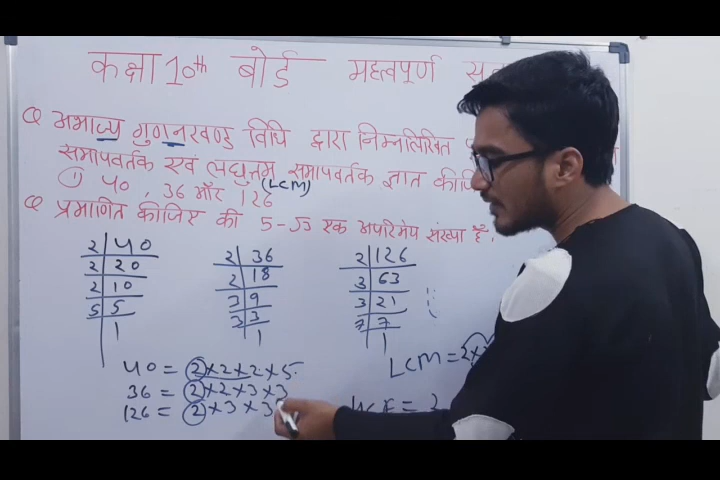 कक्षा 10th बोर्ड महत्वपूर्ण
Q अभाज्य गुणनखण्ड विधि द्वारा निम्नलिखित
समापवर्तक एवं लघुत्तम समापवर्तक ज्ञात
(LCM)
① 40, 36 और 126
Q प्रमाणित कीजिए की 5-√3 एक अपरिमेय संख्या है.
2 40
2 20
2 10
5 5
1
2 36
2 18
3 9
3 3
1
2 126
3 63
3 21
7 7
1
40 = 2×2×2×5
36 = 2×2×3×3
126 = 2×3×3
LCM = 2×
HCF = 2